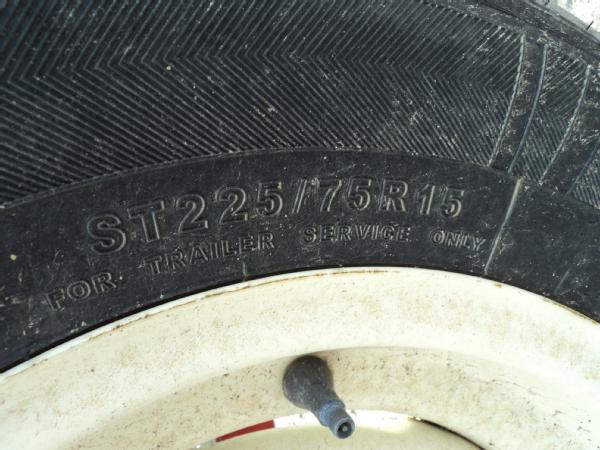 ST225/75R15
FOR TRAILER SERVICE ONLY